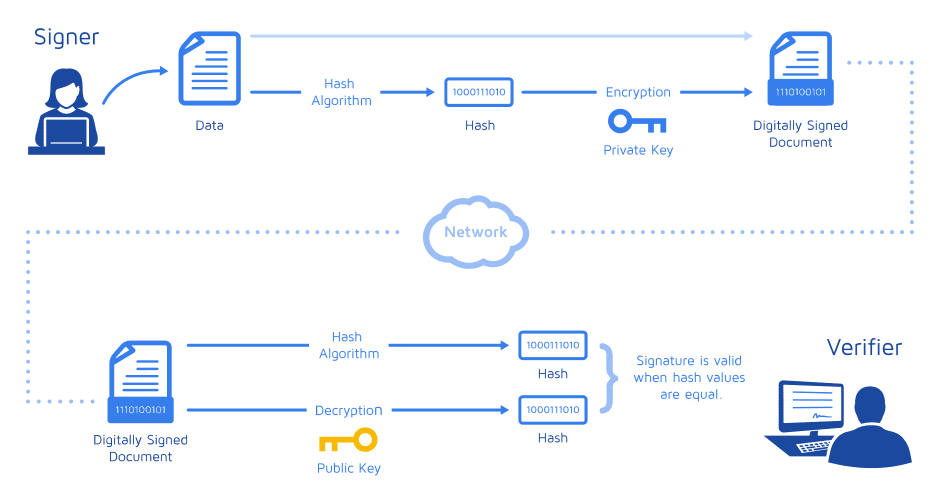 Signer
Hash
Algorithm
1000111010
Encryption
1110100101
Data
Hash
Private Key
Digitally Signed
Document
Network
Hash
Algorithm
1000111010
Hash
Signature is valid
when hash values
are equal.
Verifier
1110100101
Decryption
1000111010
Hash
Digitally Signed
Document
Public Key